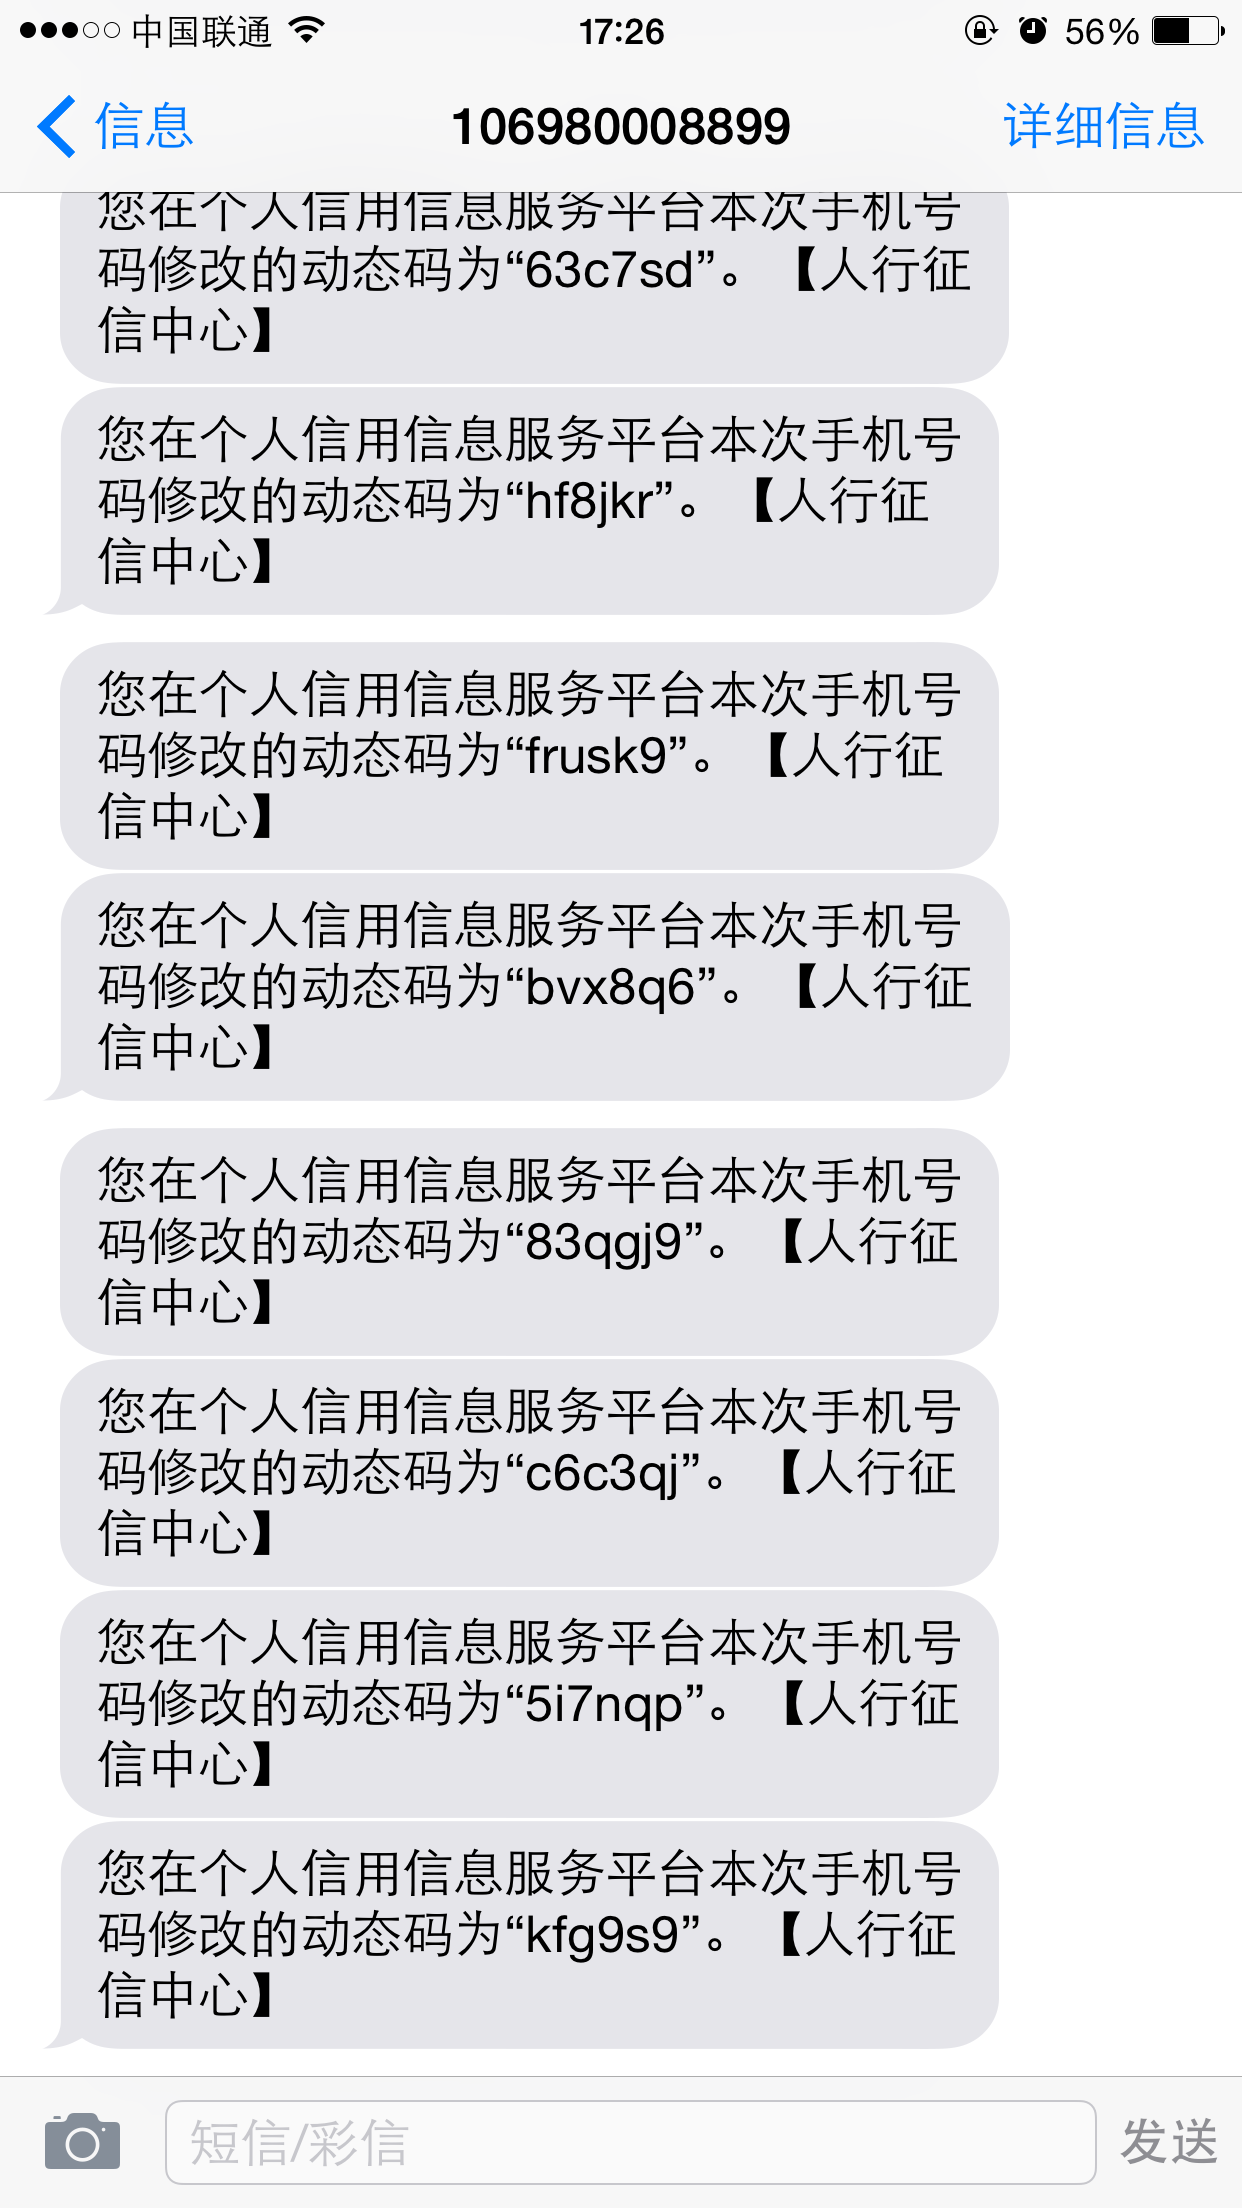 中国联通 17:26 56%
信息 106980008899 详细信息
您在个人信用信息服务平台本次手机号
码修改的动态码为“63c7sd”。【人行征
信中心】
您在个人信用信息服务平台本次手机号
码修改的动态码为“hf8jkr”。【人行征
信中心】
您在个人信用信息服务平台本次手机号
码修改的动态码为“frusk9”。【人行征
信中心】
您在个人信用信息服务平台本次手机号
码修改的动态码为“bvx8q6”。【人行征
信中心】
您在个人信用信息服务平台本次手机号
码修改的动态码为“83qgj9”。【人行征
信中心】
您在个人信用信息服务平台本次手机号
码修改的动态码为“c6c3qj”。【人行征
信中心】
您在个人信用信息服务平台本次手机号
码修改的动态码为“5i7nqp”。【人行征
信中心】
您在个人信用信息服务平台本次手机号
码修改的动态码为“kfg9s9”。【人行征
信中心】
短信/彩信 发送